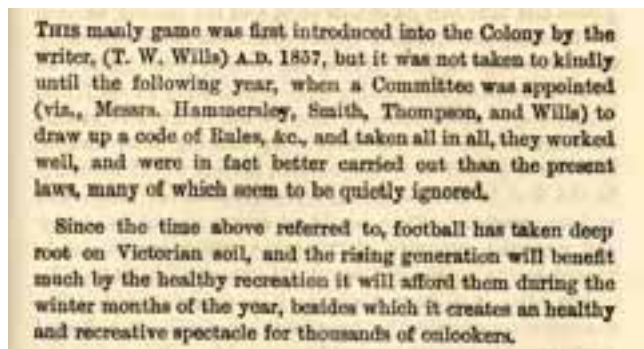 THIS manly game was first introduced into the Colony by the
writer, (T. W. Wills) A.D. 1857, but it was not taken to kindly
until the following year, when a Committee was appointed
(viz., Messrs. Hammersley, Smith, Thompson, and Wills) to
draw up a code of Rules, &c., and taken all in all, they worked
well, and were in fact better carried out than the present
laws, many of which seem to be quietly ignored.
Since the time above referred to, football has taken deep
root on Victorian soil, and the rising generation will benefit
much by the healthy recreation it will afford them during the
winter months of the year, besides which it creates an healthy
and recreative spectacle for thousands of onlookers.